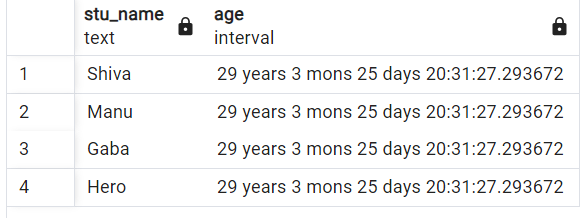 stu_name age
text interval
1 Shiva 29 years 3 mons 25 days 20:31:27.293672
2 Manu 29 years 3 mons 25 days 20:31:27.293672
3 Gaba 29 years 3 mons 25 days 20:31:27.293672
4 Hero 29 years 3 mons 25 days 20:31:27.293672